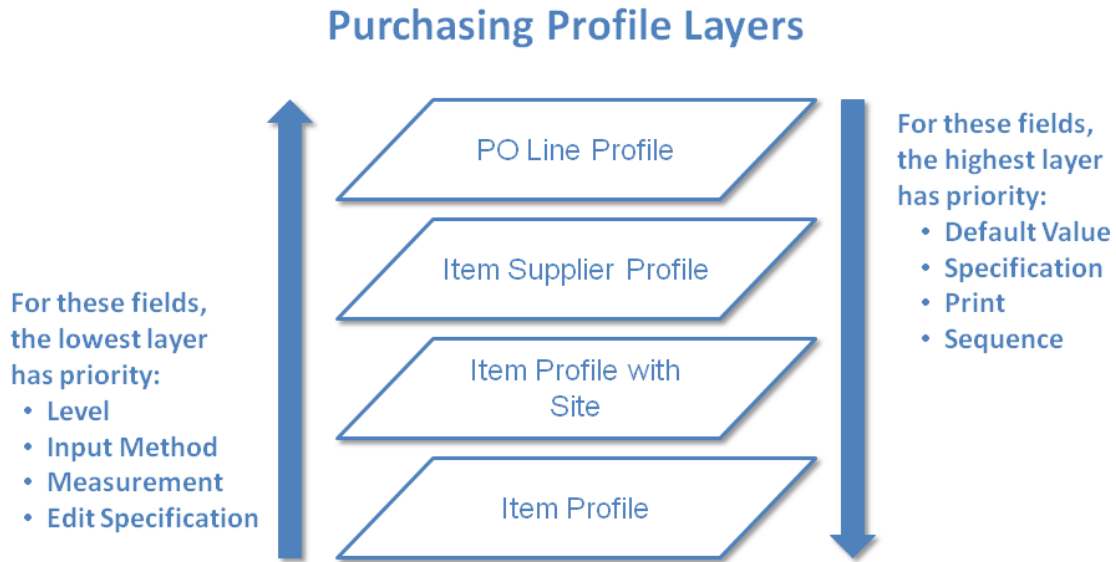 Purchasing Profile Layers
PO Line Profile
Item Supplier Profile
Item Profile with
Site
Item Profile
For these fields,
the lowest layer
has priority:
• Level
• Input Method
• Measurement
• Edit Specification
For these fields,
the highest layer
has priority:
• Default Value
• Specification
• Print
• Sequence